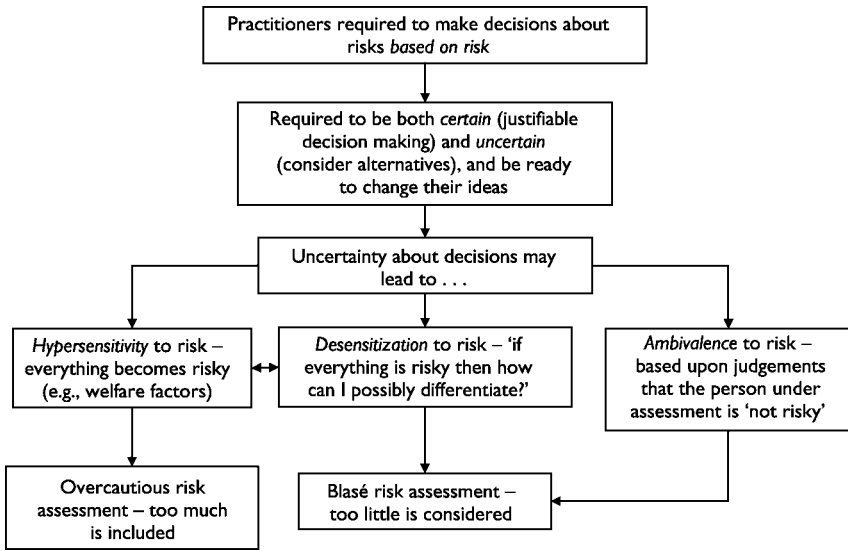 Practitioners required to make decisions about
risks based on risk
Required to be both certain (justifiable
decision making) and uncertain
(consider alternatives), and be ready
to change their ideas
Uncertainty about decisions may
lead to . . .
Hypersensitivity to risk –
everything becomes risky
(e.g., welfare factors)
Desensitization to risk – ‘if
everything is risky then how
can I possibly differentiate?’
Ambivalence to risk –
based upon judgements
that the person under
assessment is ‘not risky’
Overcautious risk
assessment – too much
is included
Blasé risk assessment –
too little is considered